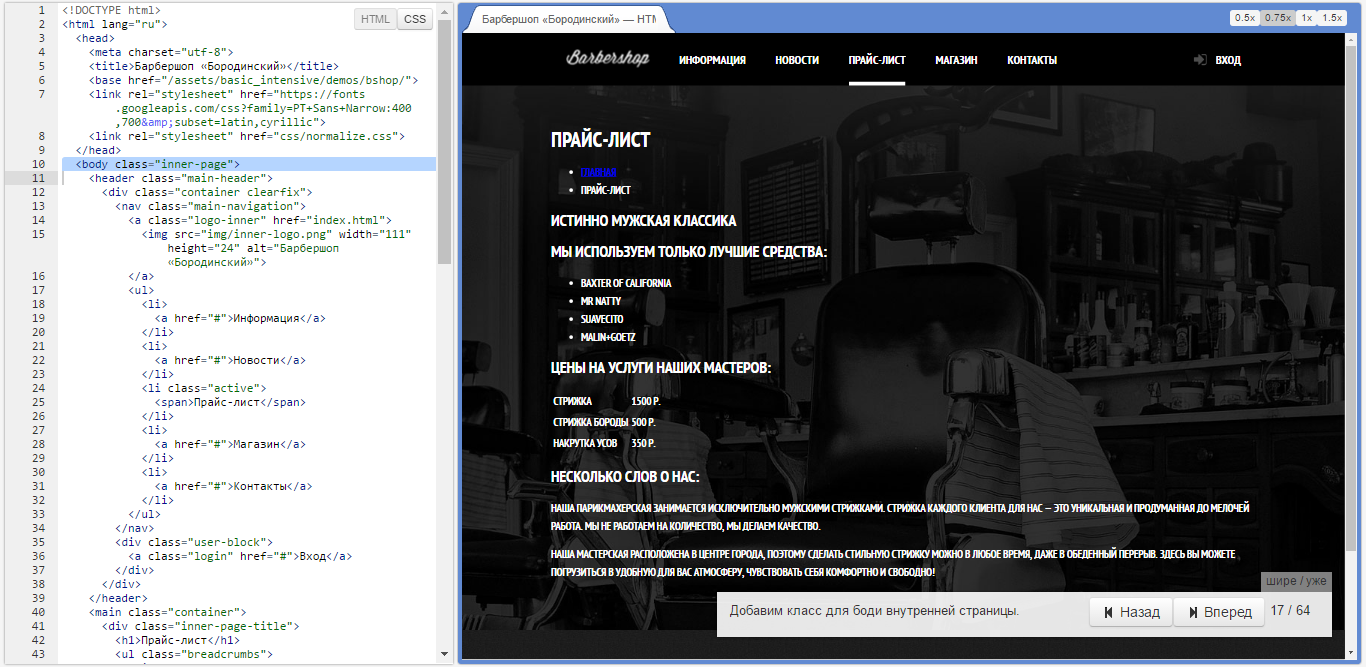 1 <!DOCTYPE html>
2 <html lang="ru">
3 <head>
4 <meta charset="utf-8">
5 <title>Барбершоп «Бородинский»</title>
6 <base href="/assets/basic_intensive/demos/bshop/">
7 <link rel="stylesheet" href="https://fonts
.googleapis.com/css?family=PT+Sans+Narrow:400
,700&amp;subset=latin,cyrillic">
8 <link rel="stylesheet" href="css/normalize.css">
9 </head>
10 <body class="inner-page">
11 <header class="main-header">
12 <div class="container clearfix">
13 <nav class="main-navigation">
14 <a class="logo-inner" href="index.html">
15 <img src="img/inner-logo.png" width="111"
height="24" alt="Барбершоп
«Бородинский»">
16 </a>
17 <ul>
18 <li>
19 <a href="#">Информация</a>
20 </li>
21 <li>
22 <a href="#">Новости</a>
23 </li>
24 <li class="active">
25 <span>Прайс-лист</span>
26 </li>
27 <li>
28 <a href="#">Магазин</a>
29 </li>
30 <li>
31 <a href="#">Контакты</a>
32 </li>
33 </ul>
34 </nav>
35 <div class="user-block">
36 <a class="login" href="#">Вход</a>
37 </div>
38 </div>
39 </header>
40 <main class="container">
41 <div class="inner-page-title">
42 <h1>Прайс-лист</h1>
43 <ul class="breadcrumbs">
HTML CSS
Барбершоп «Бородинский» — HTM
0.5x 0.75x 1x 1.5x
Barbershop ИНФОРМАЦИЯ НОВОСТИ ПРАЙС-ЛИСТ МАГАЗИН КОНТАКТЫ ВХОД
ПРАЙС-ЛИСТ
ГЛАВНАЯ
ПРАЙС-ЛИСТ
ИСТИННО МУЖСКАЯ КЛАССИКА
МЫ ИСПОЛЬЗУЕМ ТОЛЬКО ЛУЧШИЕ СРЕДСТВА:
BAXTER OF CALIFORNIA
MR NATTY
SUAVECITO
MALIN+GOETZ
ЦЕНЫ НА УСЛУГИ НАШИХ МАСТЕРОВ:
СТРИЖКА 1500 Р.
СТРИЖКА БОРОДЫ 500 Р.
НАКРУТКА УСОВ 350 Р.
НЕСКОЛЬКО СЛОВ О НАС:
НАША ПАРИКМАХЕРСКАЯ ЗАНИМАЕТСЯ ИСКЛЮЧИТЕЛЬНО МУЖСКИМИ СТРИЖКАМИ. СТРИЖКА КАЖДОГО КЛИЕНТА ДЛЯ НАС — ЭТО УНИКАЛЬНАЯ И ПРОДУМАННАЯ ДО МЕЛОЧЕЙ
РАБОТА. МЫ НЕ РАБОТАЕМ НА КОЛИЧЕСТВО, МЫ ДЕЛАЕМ КАЧЕСТВО.
НАША МАСТЕРСКАЯ РАСПОЛОЖЕНА В ЦЕНТРЕ ГОРОДА, ПОЭТОМУ СДЕЛАТЬ СТИЛЬНУЮ СТРИЖКУ МОЖНО В ЛЮБОЕ ВРЕМЯ, ДАЖЕ В ОБЕДЕННЫЙ ПЕРЕРЫВ. ЗДЕСЬ ВЫ МОЖЕТЕ
ПОГРУЗИТЬСЯ В УДОБНУЮ ДЛЯ ВАС АТМОСФЕРУ, ЧУВСТВОВАТЬ СЕБЯ КОМФОРТНО И СВОБОДНО!
шире / уже
Добавим класс для боди внутренней страницы. Назад Вперед 17 / 64